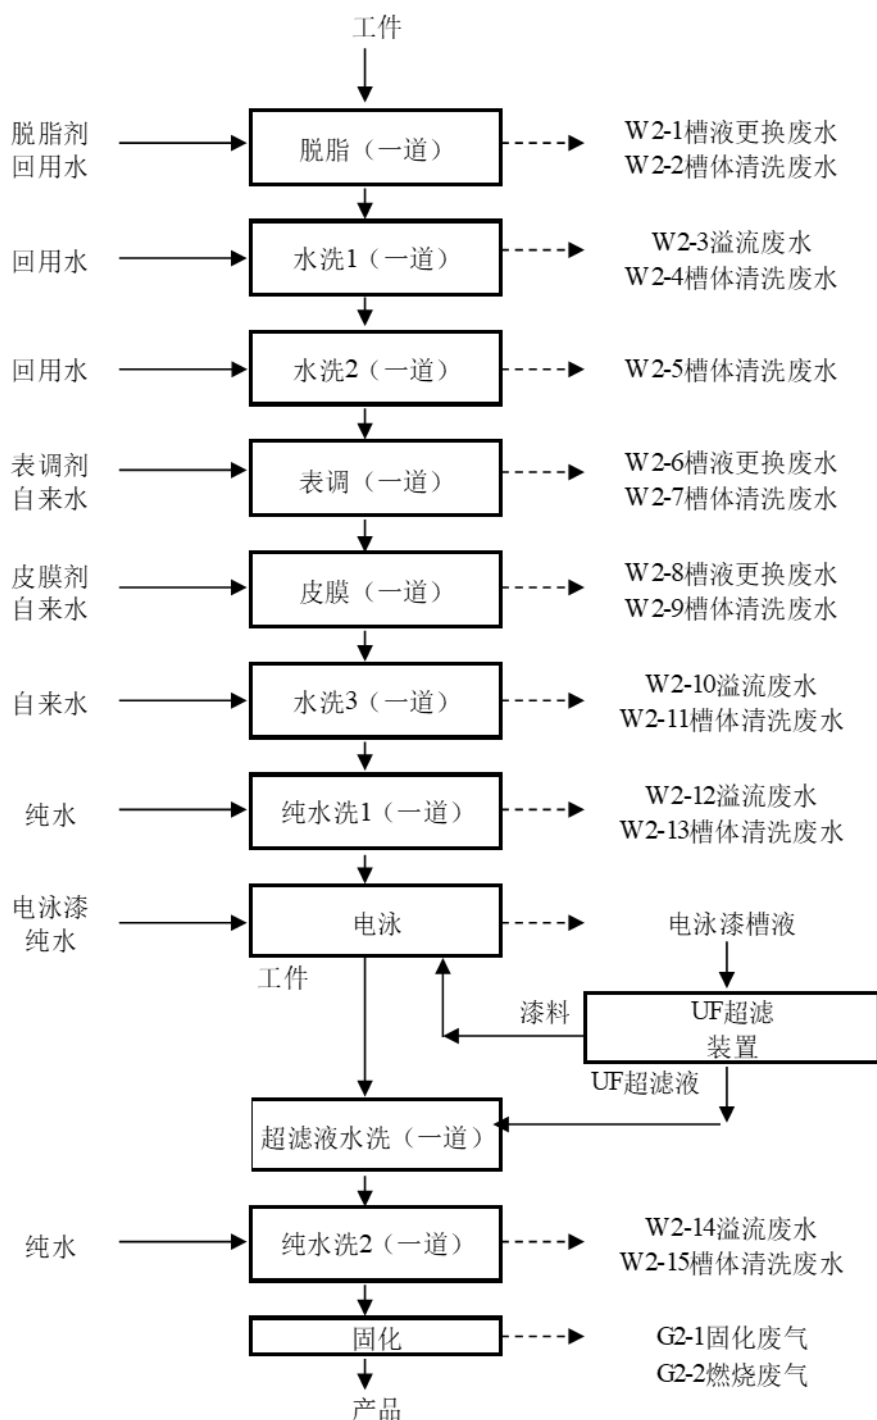 工件
脱脂剂
回用水
脱脂（一道）
W2-1槽液更换废水
W2-2槽体清洗废水
回用水
水洗1（一道）
W2-3溢流废水
W2-4槽体清洗废水
回用水
水洗2（一道）
W2-5槽体清洗废水
表调剂
自来水
表调（一道）
W2-6槽液更换废水
W2-7槽体清洗废水
皮膜剂
自来水
皮膜（一道）
W2-8槽液更换废水
W2-9槽体清洗废水
自来水
水洗3（一道）
W2-10溢流废水
W2-11槽体清洗废水
纯水
纯水洗1（一道）
W2-12溢流废水
W2-13槽体清洗废水
电泳漆
纯水
电泳
电泳漆槽液
工件
漆料
UF超滤
装置
UF超滤液
超滤液水洗（一道）
纯水
纯水洗2（一道）
W2-14溢流废水
W2-15槽体清洗废水
固化
G2-1固化废气
G2-2燃烧废气
产品